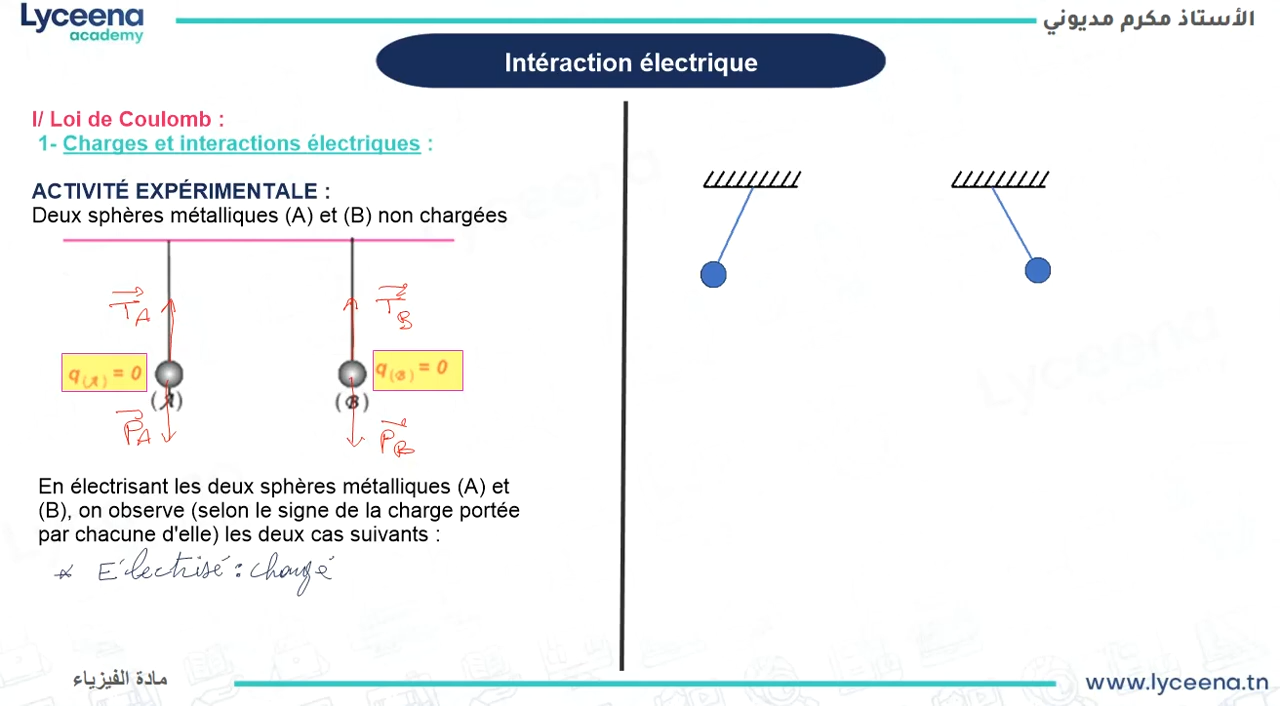 Lyceena
academy
الأستاذ مكرم مديوني
Intéraction électrique
I/ Loi de Coulomb :
1- Charges et interactions électriques :
ACTIVITÉ EXPÉRIMENTALE :
Deux sphères métalliques (A) et (B) non chargées
T_A
T_B
q(A) = 0
q(B) = 0
(A)
(B)
P_A
P_B
En électrisant les deux sphères métalliques (A) et
(B), on observe (selon le signe de la charge portée
par chacune d'elle) les deux cas suivants :
* Électrisé : chargé
مادة الفيزياء
www.lyceena.tn